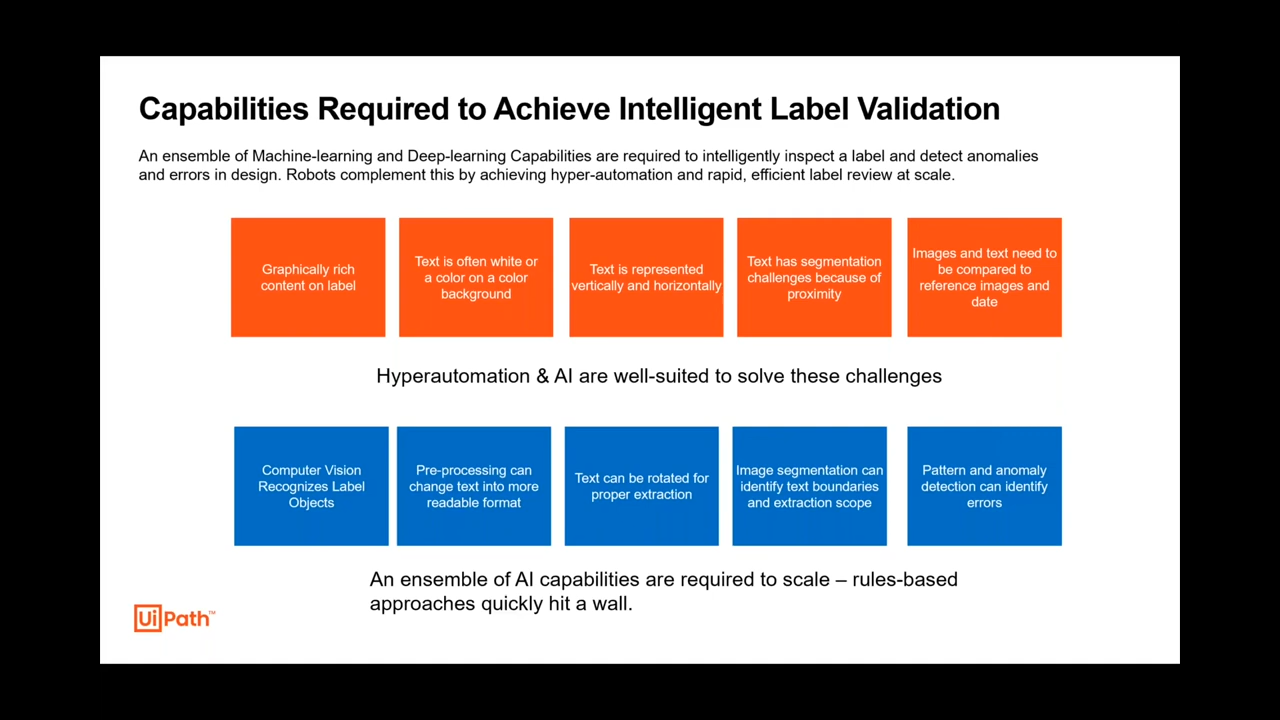 Capabilities Required to Achieve Intelligent Label Validation
An ensemble of Machine-learning and Deep-learning Capabilities are required to intelligently inspect a label and detect anomalies
and errors in design. Robots complement this by achieving hyper-automation and rapid, efficient label review at scale.
Graphically rich
content on label
Text is often white or
a color on a color
background
Text is represented
vertically and horizontally
Text has segmentation
challenges because of
proximity
Images and text need to
be compared to
reference images and
date
Hyperautomation & AI are well-suited to solve these challenges
Computer Vision
Recognizes Label
Objects
Pre-processing can
change text into more
readable format
Text can be rotated for
proper extraction
Image segmentation can
identify text boundaries
and extraction scope
Pattern and anomaly
detection can identify
errors
An ensemble of AI capabilities are required to scale – rules-based
approaches quickly hit a wall.
UiPath™